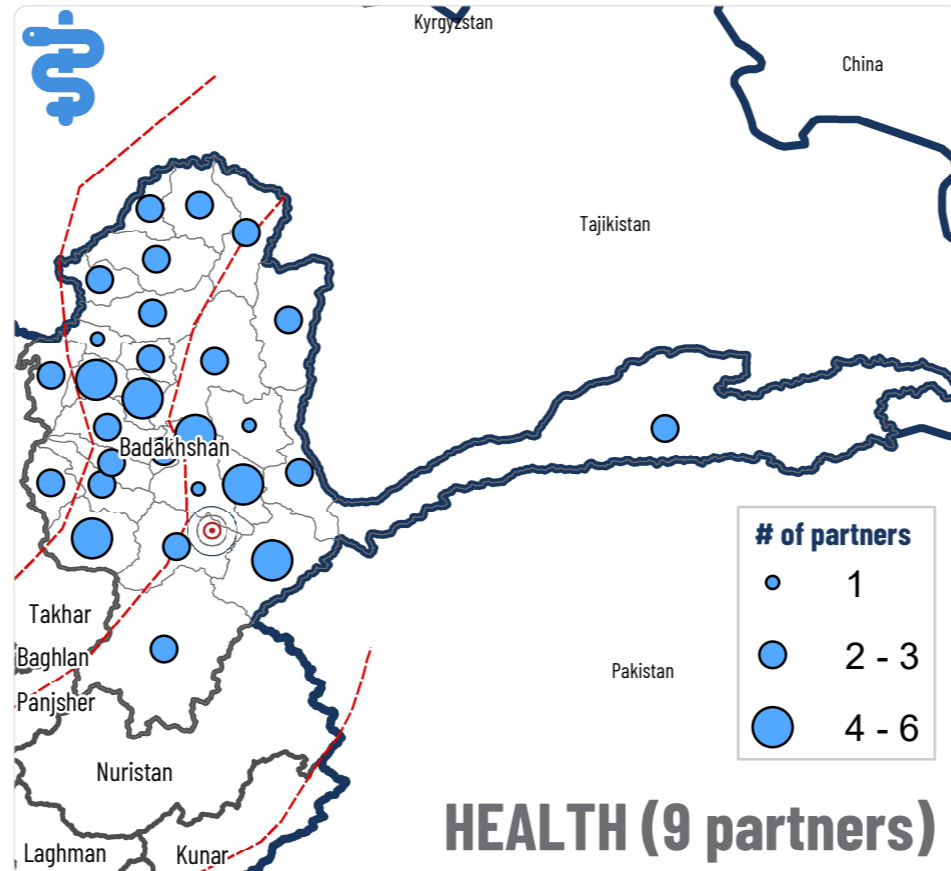 Kyrgyzstan
China
Tajikistan
Badakhshan
# of partners
1
2 - 3
4 - 6
Takhar
Baghlan
Panjsher
Pakistan
Nuristan
Laghman
Kunar
HEALTH (9 partners)